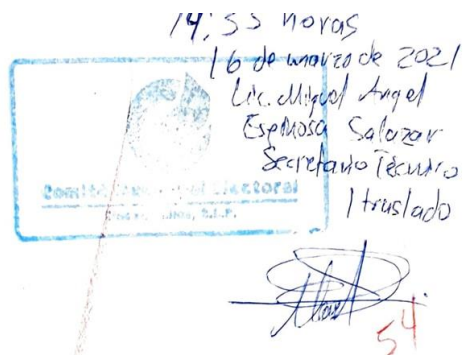 14:55 horas
16 de marzo de 2021
Lic. Miguel Angel
Espinosa Salazar
Secretario Técnico
1 traslado
Electoral
S.L.P.
54